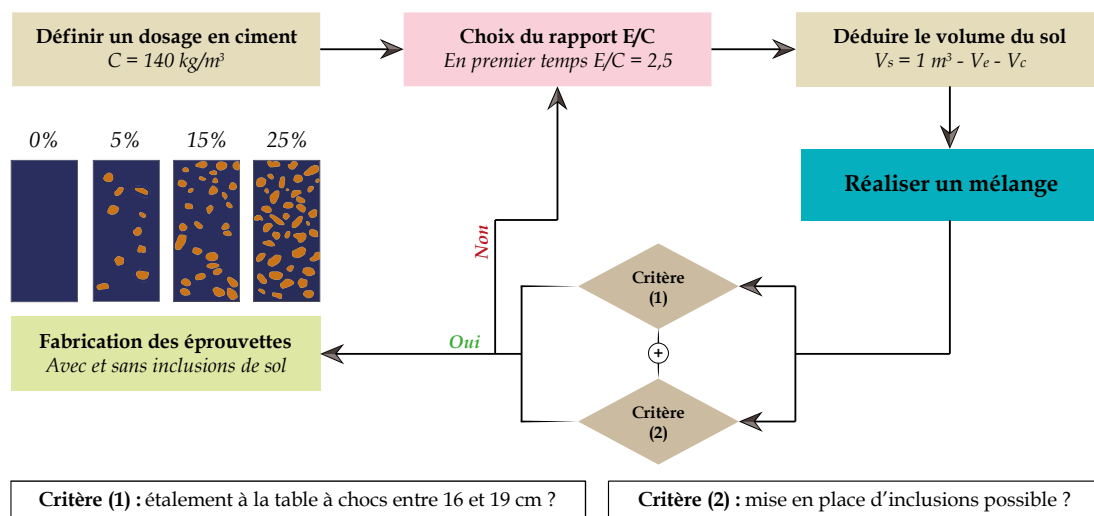 Définir un dosage en ciment
C = 140 kg/m³
Choix du rapport E/C
En premier temps E/C = 2,5
Déduire le volume du sol
Vs = 1 m³ - Ve - Vc
0%
5%
15%
25%
Réaliser un mélange
Non
Critère
(1)
Fabrication des éprouvettes
Avec et sans inclusions de sol
Oui
+
Critère
(2)
Critère (1) : étalement à la table à chocs entre 16 et 19 cm ?
Critère (2) : mise en place d'inclusions possible ?